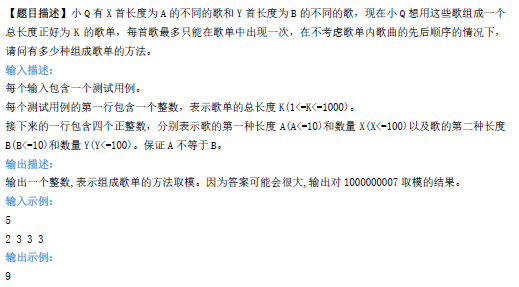 【题目描述】小 Q 有 X 首长度为 A 的不同的歌和 Y 首长度为 B 的不同的歌，现在小 Q 想用这些歌组成一个
总长度正好为 K 的歌单，每首歌最多只能在歌单中出现一次，在不考虑歌单内歌曲的先后顺序的情况下，
请问有多少种组成歌单的方法。
输入描述：
每个输入包含一个测试用例。
每个测试用例的第一行包含一个整数，表示歌单的总长度 K(1<=K<=1000)。
接下来的一行包含四个正整数，分别表示歌的第一种长度 A(A<=10)和数量 X(X<=100)以及歌的第二种长度
B(B<=10)和数量 Y(Y<=100)。保证 A 不等于 B。
输出描述：
输出一个整数,表示组成歌单的方法取模。因为答案可能会很大,输出对 1000000007 取模的结果。
输入示例：
5
2 3 3 3
输出示例：
9